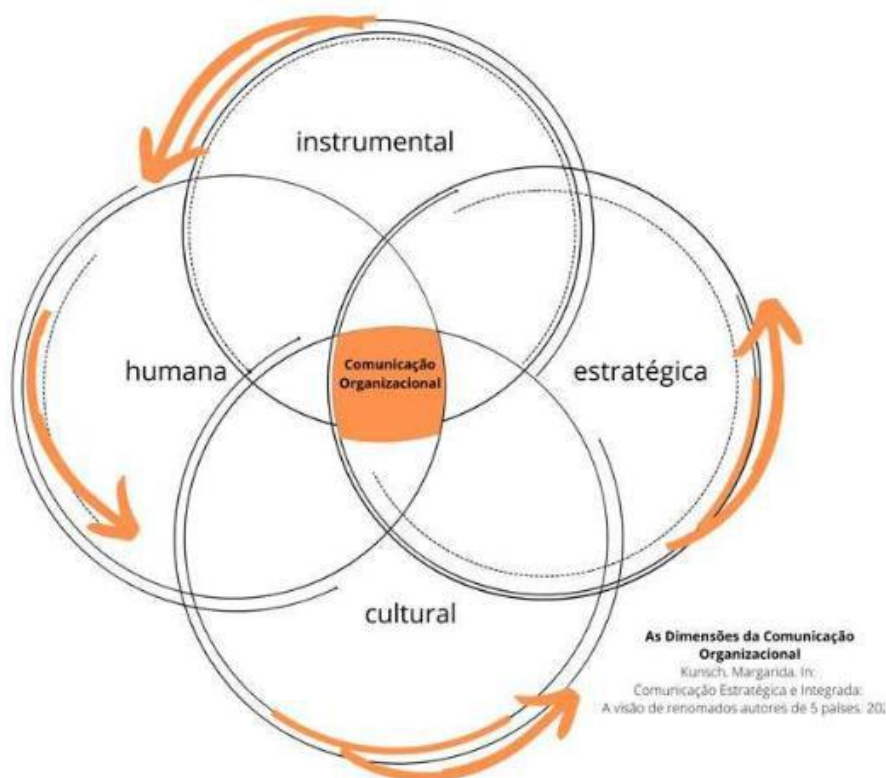 instrumental
humana
Comunicação
Organizacional
estratégica
cultural
As Dimensões da Comunicação
Organizacional
Kunsch, Margarida. In:
Comunicação Estratégica e Integrada:
A visão de renomados autores de 5 países.